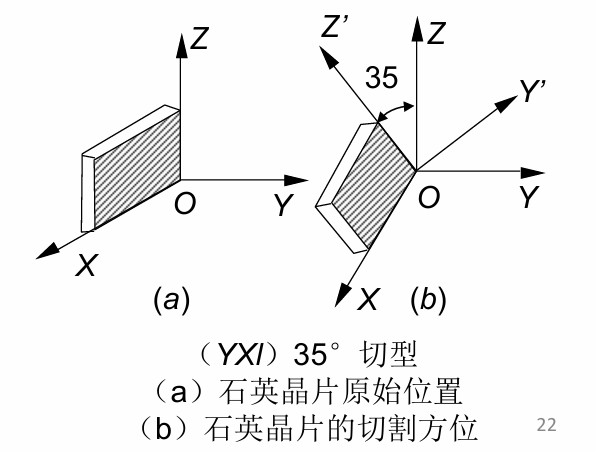 Z
O
Y
X
(a)
Z'
35
Z
Y'
O
Y
X
(b)
（YXl）35°切型
（a）石英晶片原始位置
（b）石英晶片的切割方位
22